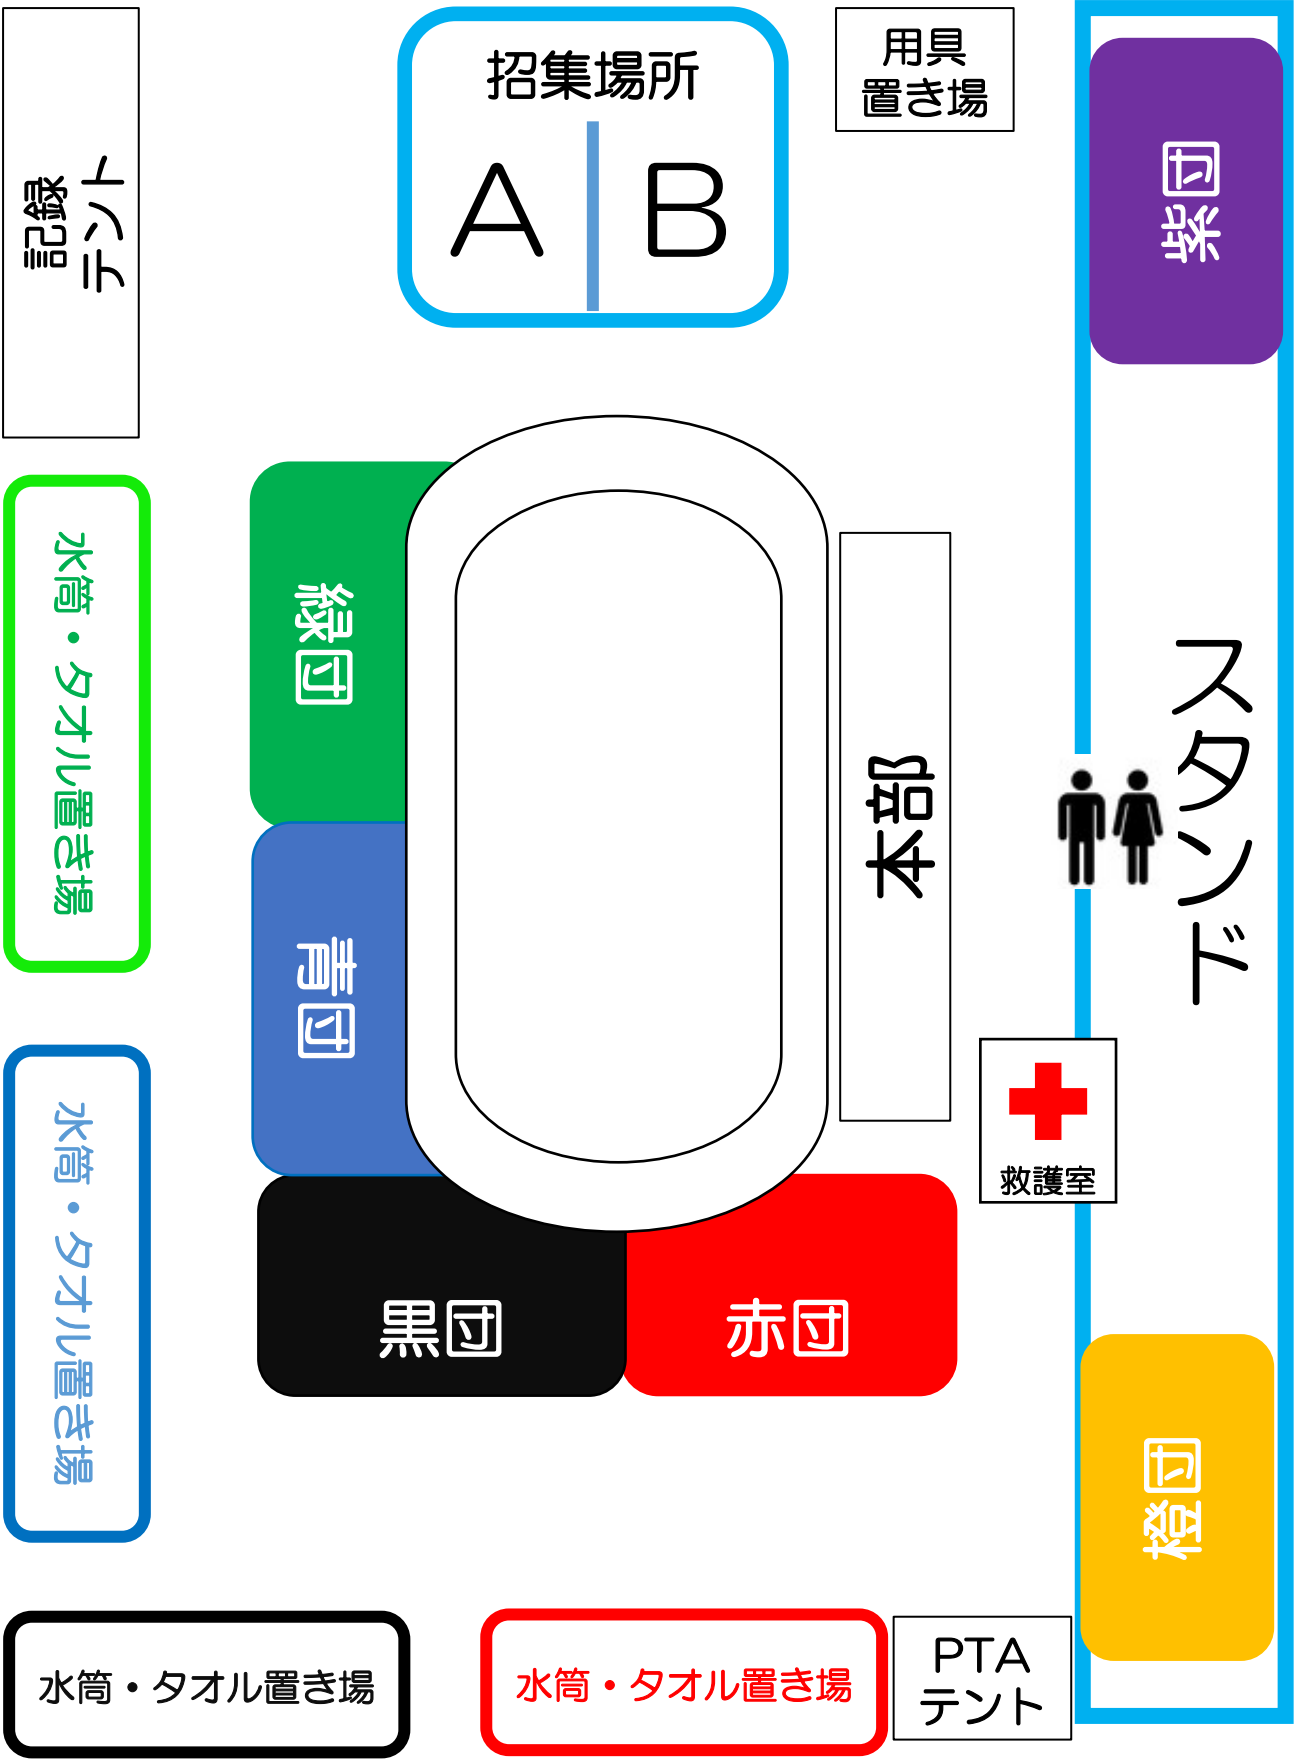 招集場所
A B
用具
置き場
記録
テント
紫団
緑団
水筒・タオル置き場
本部
スタンド
青団
救護室
水筒・タオル置き場
黒団
赤団
橙団
水筒・タオル置き場
水筒・タオル置き場
PTA
テント